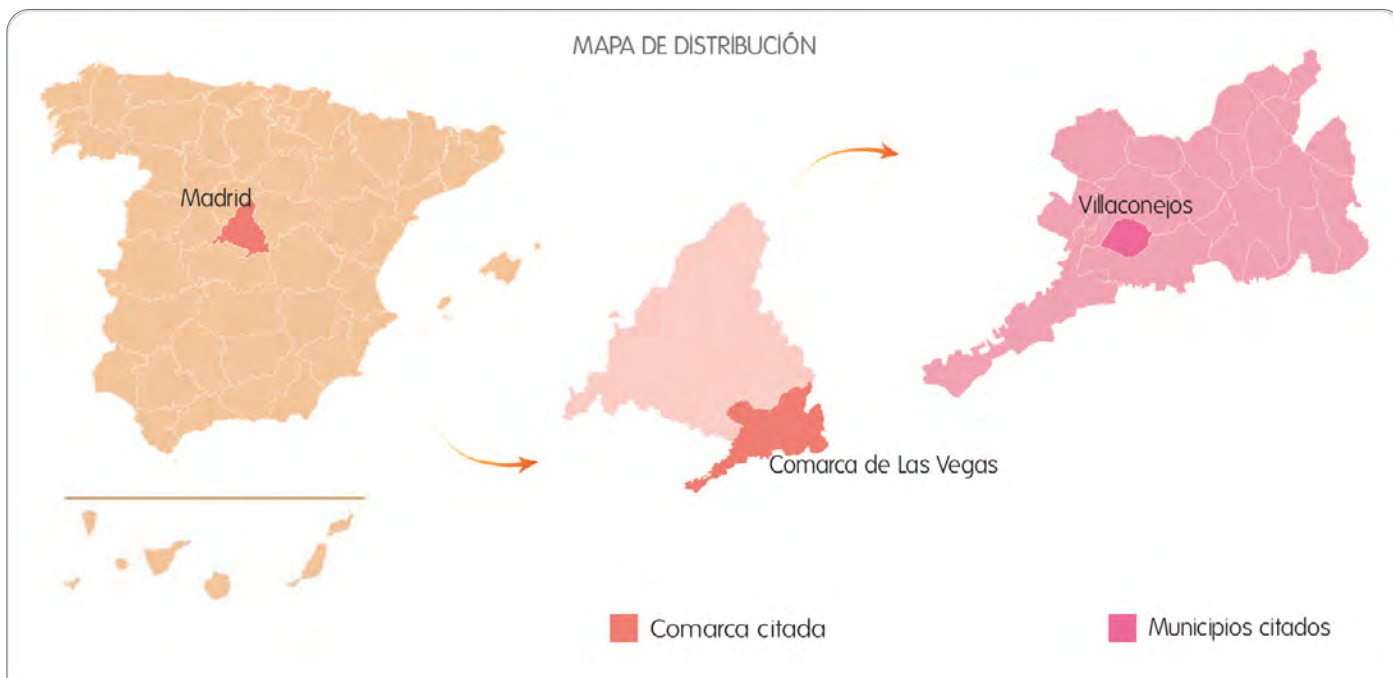 MAPA DE DISTRIBUCIÓN
Madrid
Villaconejos
Comarca de Las Vegas
Comarca citada
Municipios citados